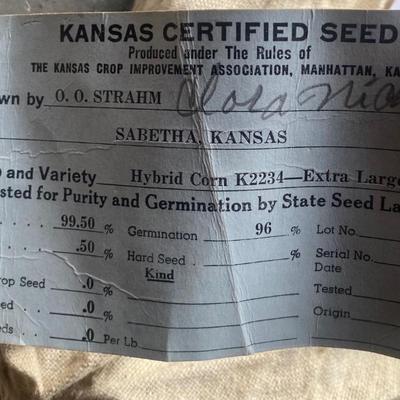 KANSAS CERTIFIED SEED
Produced under The Rules of
THE KANSAS CROP IMPROVEMENT ASSOCIATION, MANHATTAN, KA
wn by O. O. STRAHM Clora
SABETHA, KANSAS
and Variety Hybrid Corn K2234—Extra Large
sted for Purity and Germination by State Seed La
99.50 % Germination 96 % Lot No.
.50 % Hard Seed % Serial No.
Kind Date
rop Seed .0 % Tested
ed .0 % Origin
eds .0 Per Lb.